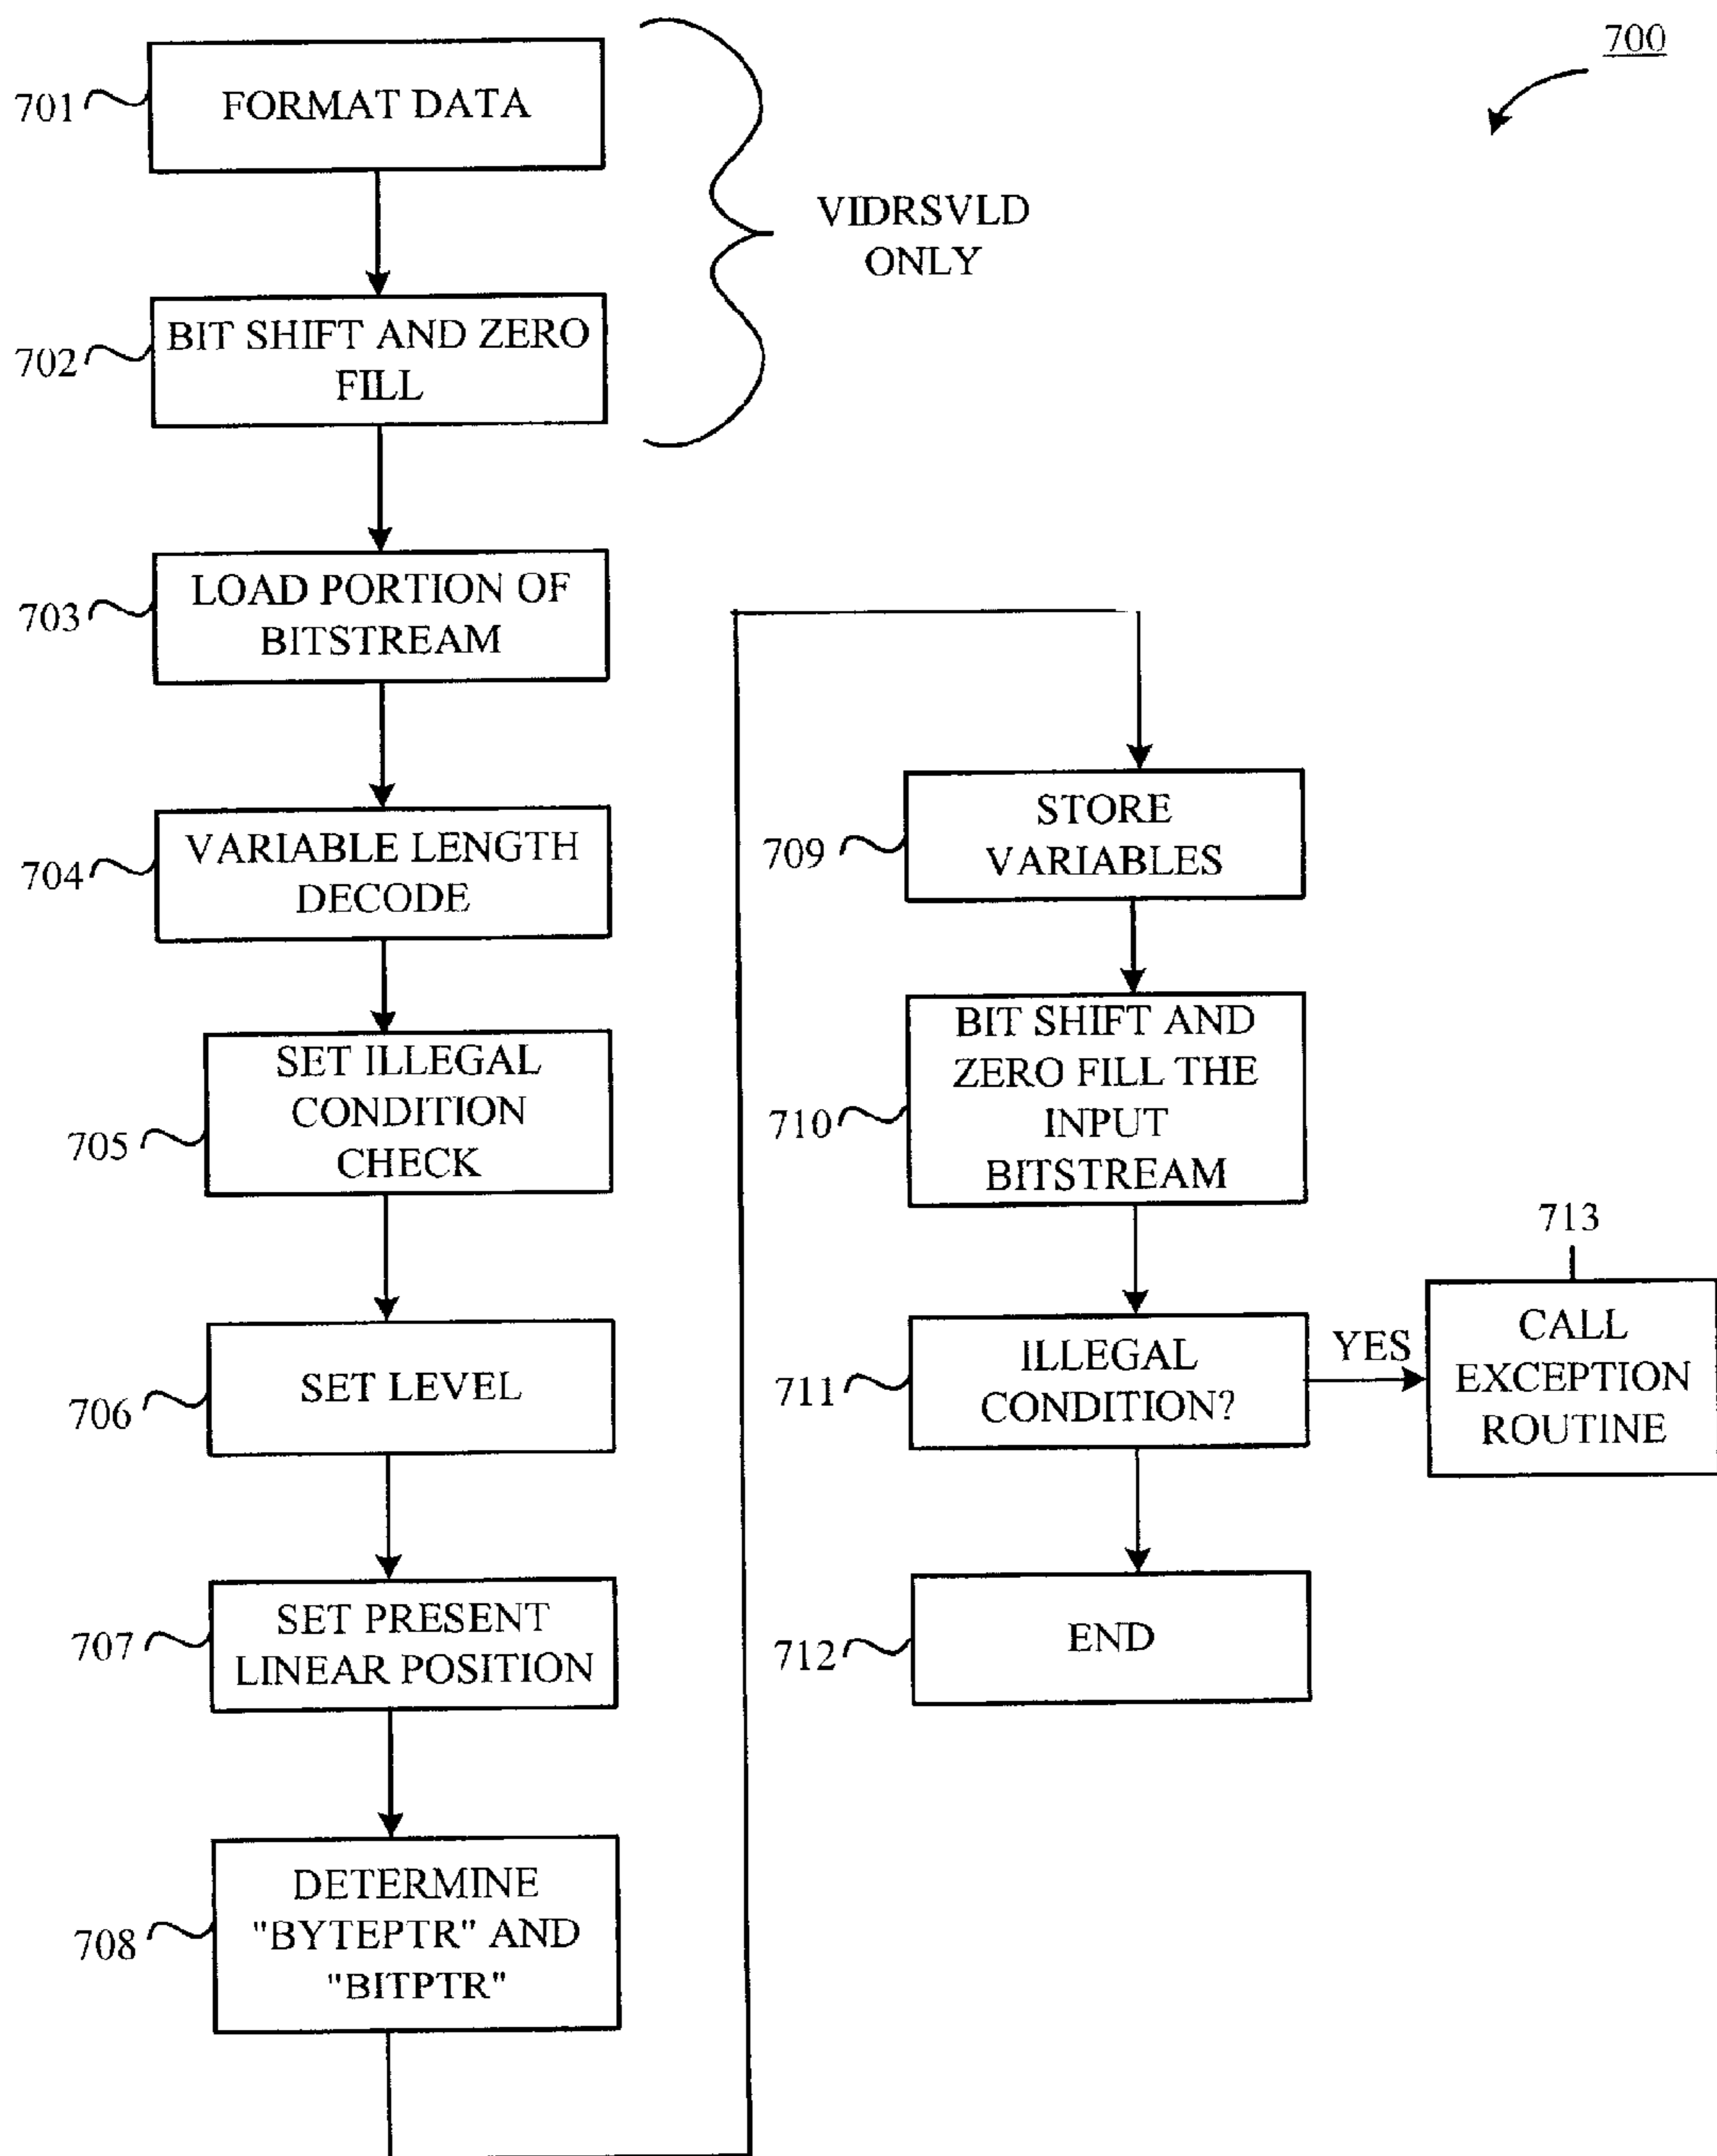 700
701
FORMAT DATA
VIDRSVLD
ONLY
702
BIT SHIFT AND ZERO
FILL
703
LOAD PORTION OF
BITSTREAM
704
VARIABLE LENGTH
DECODE
705
SET ILLEGAL
CONDITION
CHECK
706
SET LEVEL
707
SET PRESENT
LINEAR POSITION
708
DETERMINE
"BYTEPTR" AND
"BITPTR"
709
STORE
VARIABLES
710
BIT SHIFT AND
ZERO FILL THE
INPUT
BITSTREAM
711
ILLEGAL
CONDITION?
YES
713
CALL
EXCEPTION
ROUTINE
712
END